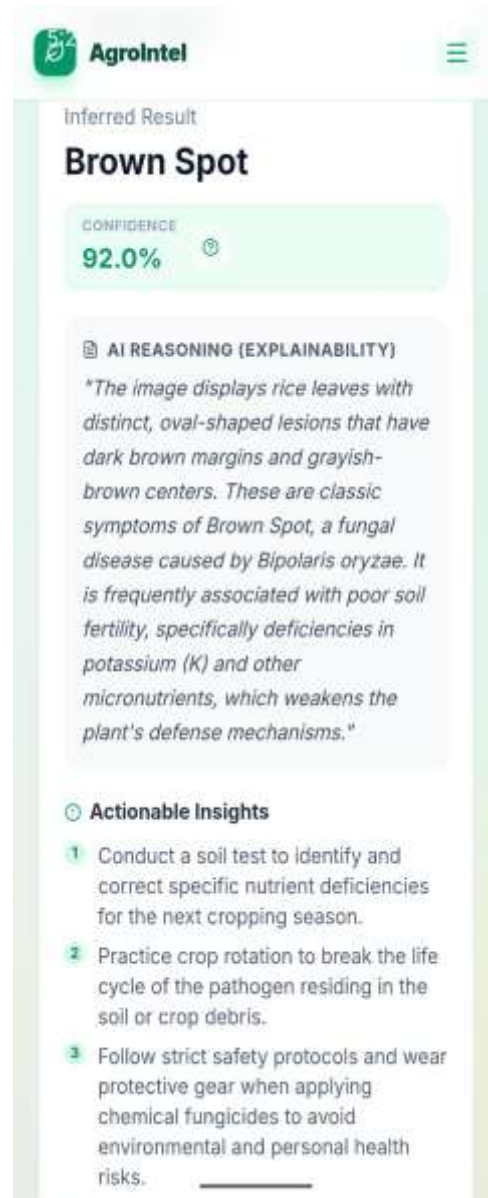 AgroIntel
Inferred Result
Brown Spot
CONFIDENCE
92.0%
AI REASONING (EXPLAINABILITY)
"The image displays rice leaves with
distinct, oval-shaped lesions that have
dark brown margins and grayish-
brown centers. These are classic
symptoms of Brown Spot, a fungal
disease caused by Bipolaris oryzae. It
is frequently associated with poor soil
fertility, specifically deficiencies in
potassium (K) and other
micronutrients, which weakens the
plant's defense mechanisms."
Actionable Insights
1 Conduct a soil test to identify and
correct specific nutrient deficiencies
for the next cropping season.
2 Practice crop rotation to break the life
cycle of the pathogen residing in the
soil or crop debris.
3 Follow strict safety protocols and wear
protective gear when applying
chemical fungicides to avoid
environmental and personal health
risks.